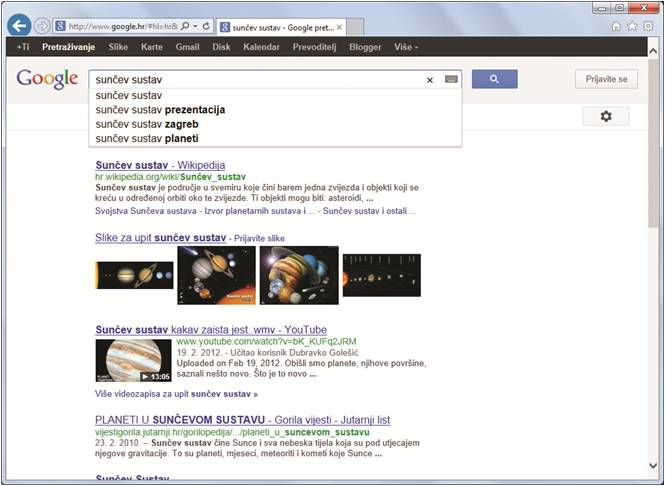 http://www.google.hr/#hl=hr&
sunčev sustav - Google pret...
+Ti Pretraživanje Slike Karte Gmail Disk Kalendar Prevoditelj Blogger Više
Google
sunčev sustav
Prijavite se
sunčev sustav
sunčev sustav prezentacija
sunčev sustav zagreb
sunčev sustav planeti
Sunčev sustav - Wikipedija
hr.wikipedia.org/wiki/Sunčev_sustav
Sunčev sustav je područje u svemiru koje čini barem jedna zvijezda i objekti koji se
kreću u određenoj orbiti oko te zvijezde. Ti objekti mogu biti: asteroidi, ...
Svojstva Sunčeva sustava - Izvor planetarnih sustava i ... - Sunčev sustav i ostali ...
Slike za upit sunčev sustav - Prijavite slike
Sunčev sustav kakav zaista jest. wmv - YouTube
www.youtube.com/watch?v=bK_KUFq2JRM
19. 2. 2012. - Učitao korisnik Dubravko Golešić
Uploaded on Feb 19, 2012. Obišli smo planete, njihove površine,
saznali nešto novo. Što je to novo ...
13:05
Više videozapisa za upit sunčev sustav »
PLANETI U SUNČEVOM SUSTAVU - Gorila vijesti - Jutarnji list
vijestigorila.jutarnji.hr/gorilopedija/.../planeti_u_suncevom_sustavu
23. 2. 2010. – Sunčev sustav čine Sunce i sva nebeska tijela koja su pod utjecajem
njegove gravitacije. To su planeti, mjeseci, meteoriti i kometi koje Sunce ...
Sunčev Sustav